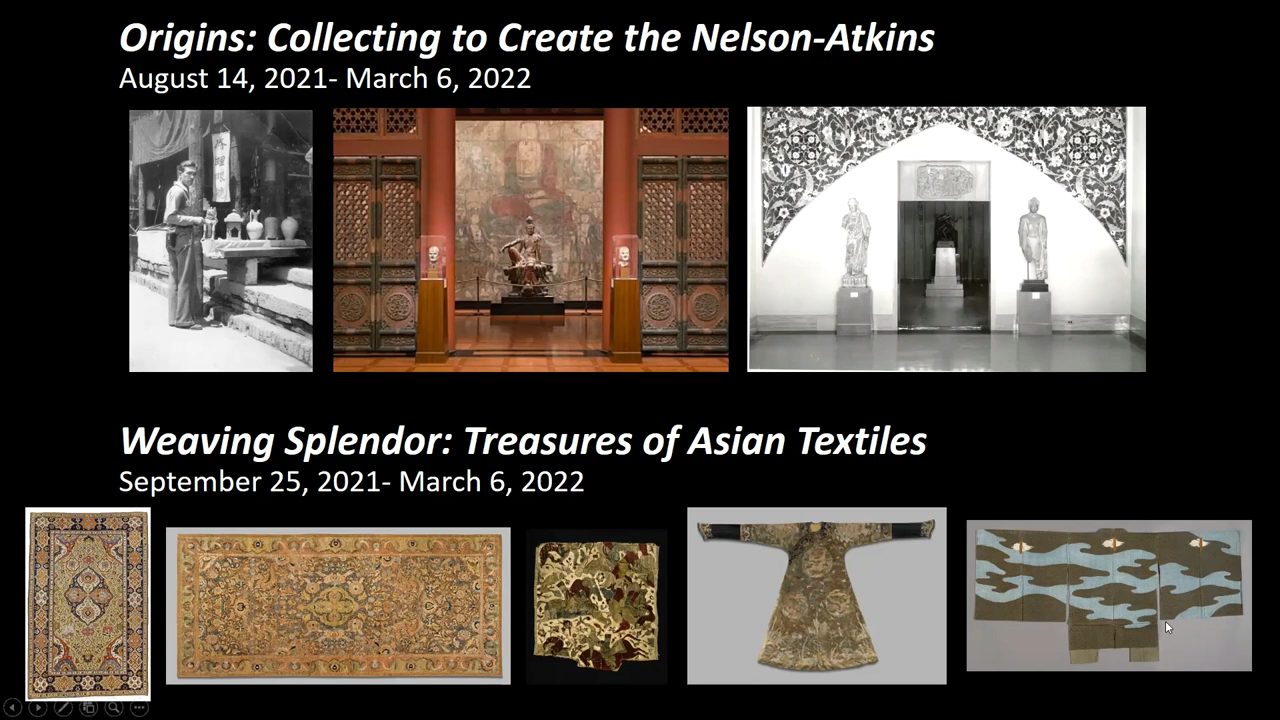 Origins: Collecting to Create the Nelson-Atkins
August 14, 2021- March 6, 2022
Weaving Splendor: Treasures of Asian Textiles
September 25, 2021- March 6, 2022